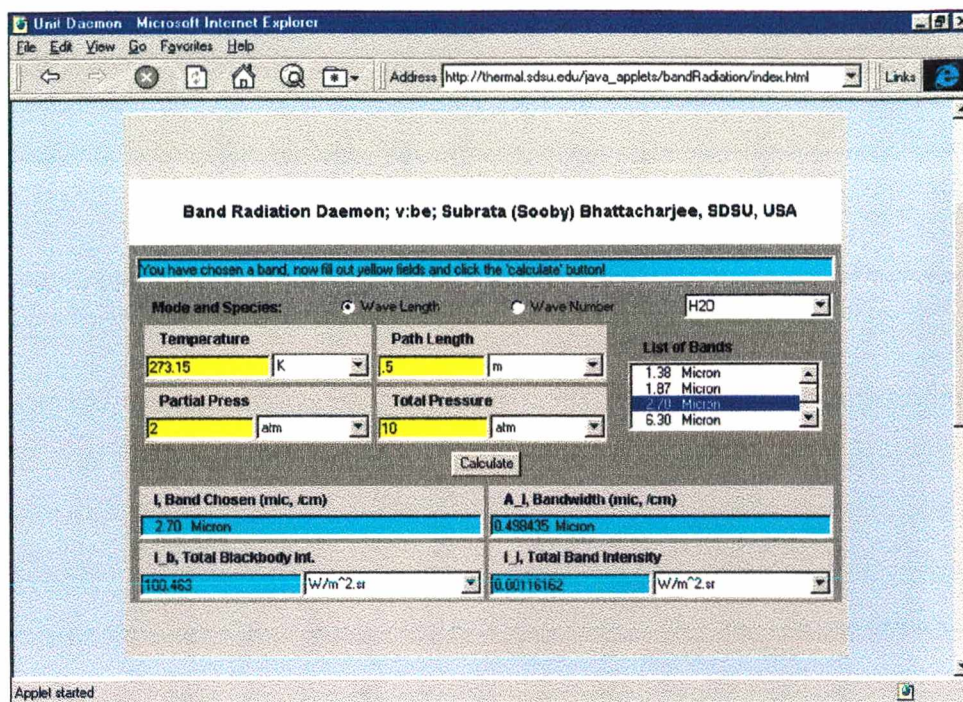 Unit Daemon - Microsoft Internet Explorer
File Edit View Go Favorites Help
Address http://thermal.sdsu.edu/java_applets/bandRadiation/index.html Links
Band Radiation Daemon; v:be; Subrata (Sooby) Bhattacharjee, SDSU, USA
You have chosen a band, now fill out yellow fields and click the 'calculate' button!
Mode and Species: Wave Length Wave Number H2O
Temperature Path Length List of Bands
273.15 K .5 m
1.38 Micron
1.87 Micron
2.70 Micron
6.30 Micron
Partial Press Total Pressure
2 atm 10 atm
Calculate
l, Band Chosen (mic, /cm) A_l, Bandwidth (mic, /cm)
2.70 Micron 0.498435 Micron
I_b, Total Blackbody Int. I_l, Total Band Intensity
100.463 W/m^2.sr 0.00116162 W/m^2.sr
Applet started